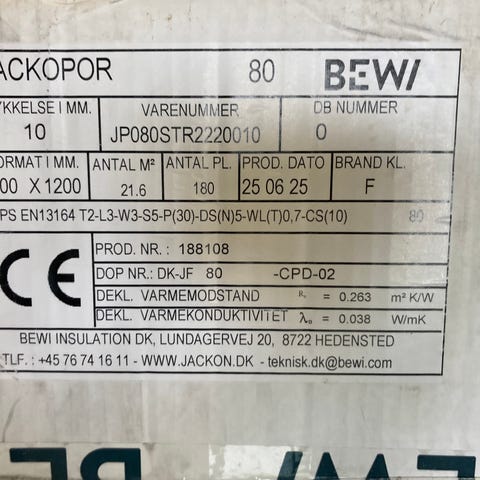 ACKOPOR 80 BEWI
YKKELSE I MM. VARENUMMER DB NUMMER
10 JP080STR2220010 0
ORMAT I MM. ANTAL M² ANTAL PL. PROD. DATO BRAND KL.
00 X 1200 21.6 180 25 06 25 F
PS EN13164 T2-L3-W3-S5-P(30)-DS(N)5-WL(T)0,7-CS(10) 80
CE
PROD. NR.: 188108
DOP NR.: DK-JF 80 -CPD-02
DEKL. VARMEMODSTAND = 0.263 m² K/W
DEKL. VARMEKONDUKTIVITET λ = 0.038 W/mK
BEWI INSULATION DK, LUNDAGERVEJ 20, 8722 HEDENSTED
TLF.: +45 76 74 16 11 - WWW.JACKON.DK - teknisk.dk@bewi.com